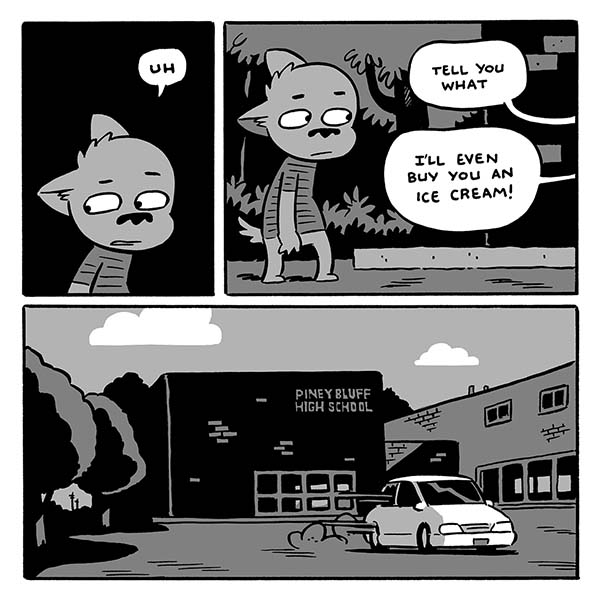 UH
TELL YOU
WHAT
I'LL EVEN
BUY YOU AN
ICE CREAM!
PINEY BLUFF
HIGH SCHOOL